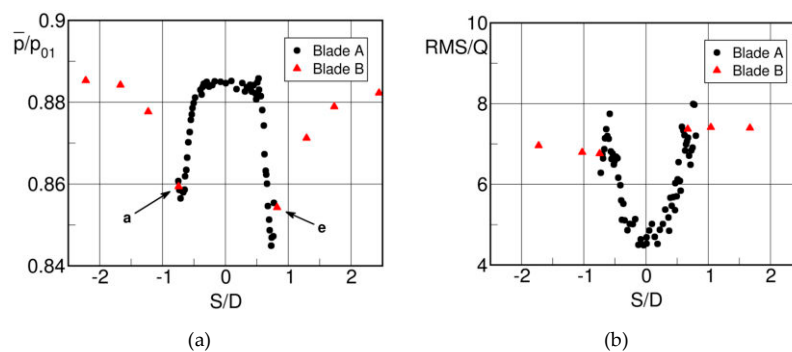 0.9
p̅/p01
0.88
0.86
0.84
-2 -1 0 1 2
S/D
Blade A
Blade B
a
e
(a)
10
RMS/Q
8
6
4
-2 -1 0 1 2
S/D
Blade A
Blade B
(b)